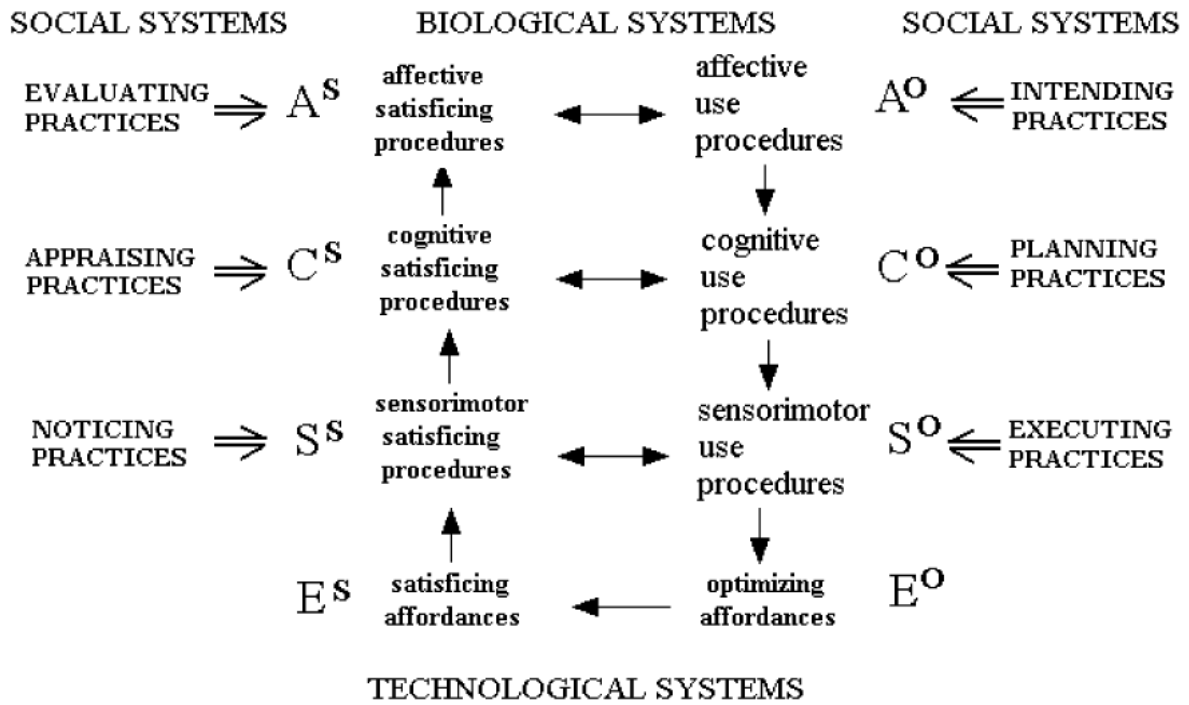 SOCIAL SYSTEMS
BIOLOGICAL SYSTEMS
SOCIAL SYSTEMS
EVALUATING
PRACTICES
A^S
affective
satisficing
procedures
affective
use
procedures
A^O
INTENDING
PRACTICES
APPRAISING
PRACTICES
C^S
cognitive
satisficing
procedures
cognitive
use
procedures
C^O
PLANNING
PRACTICES
NOTICING
PRACTICES
S^S
sensorimotor
satisficing
procedures
sensorimotor
use
procedures
S^O
EXECUTING
PRACTICES
E^S
satisficing
affordances
optimizing
affordances
E^O
TECHNOLOGICAL SYSTEMS